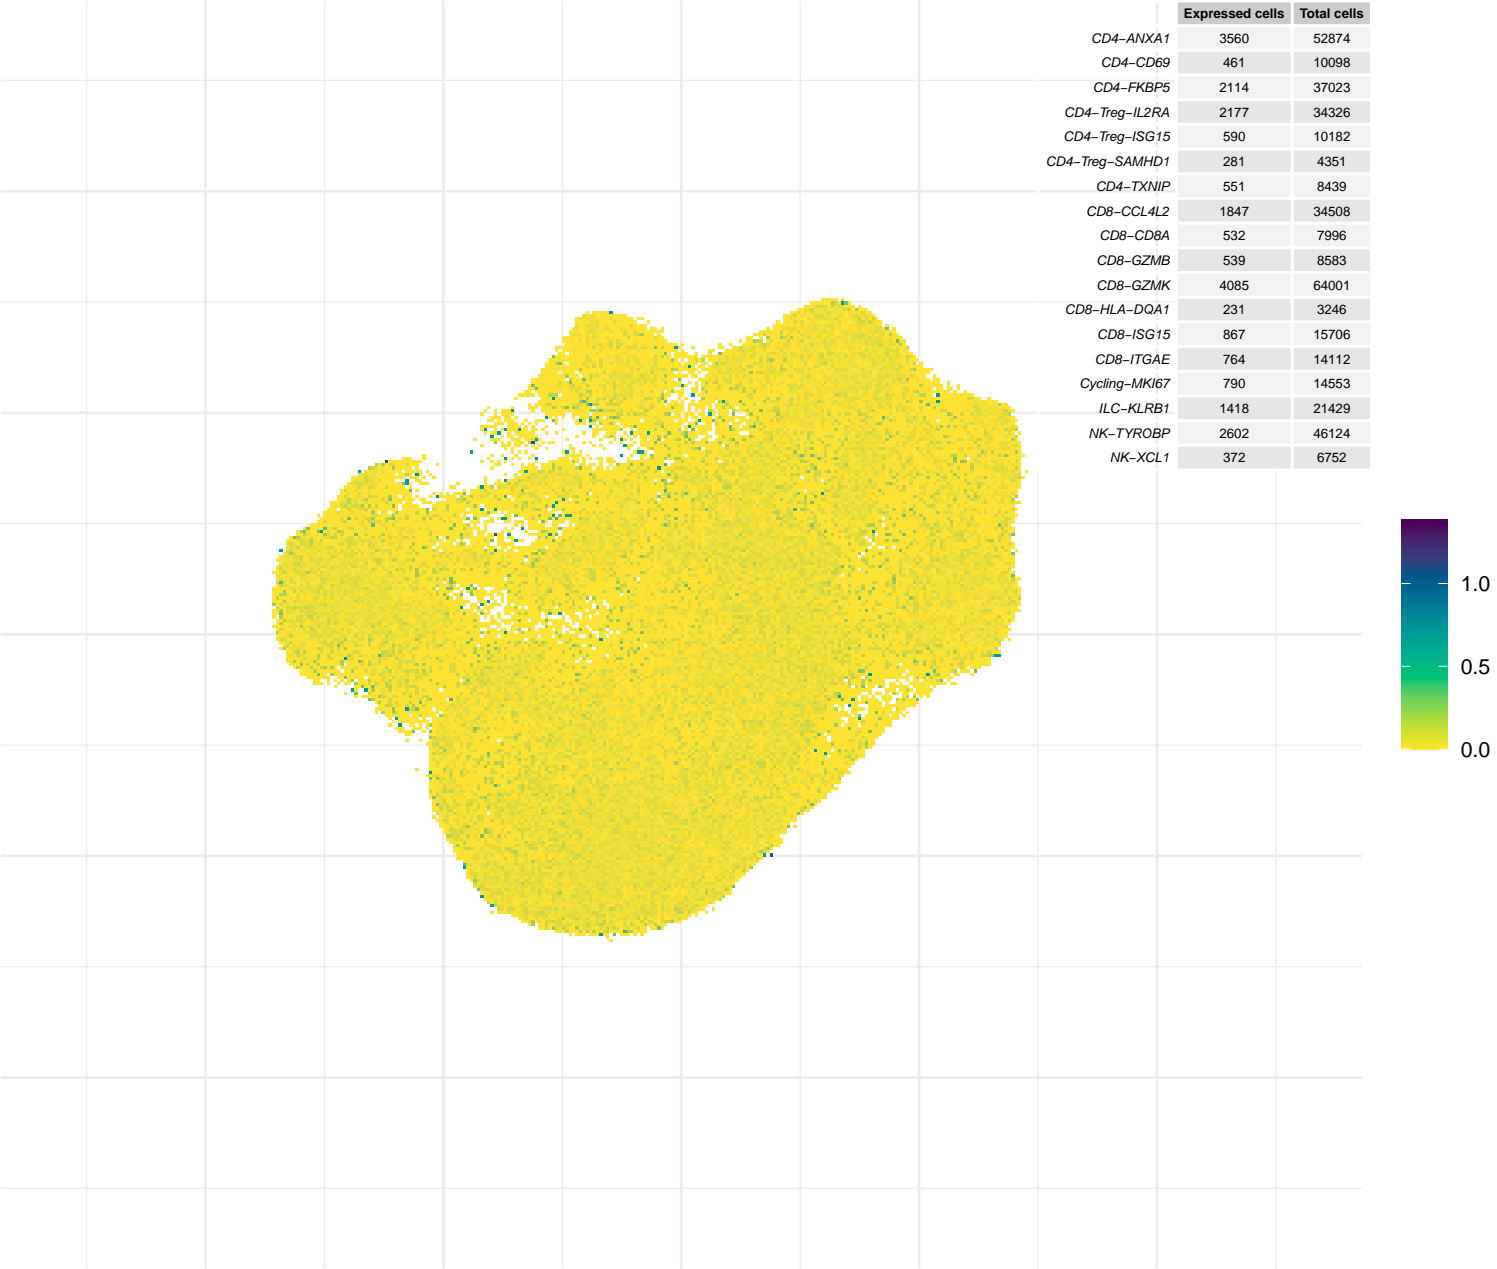 Expressed cells Total cells
CD4−ANXA1 3560 52874
CD4−CD69 461 10098
CD4−FKBP5 2114 37023
CD4−Treg−IL2RA 2177 34326
CD4−Treg−ISG15 590 10182
CD4−Treg−SAMHD1 281 4351
CD4−TXNIP 551 8439
CD8−CCL4L2 1847 34508
CD8−CD8A 532 7996
CD8−GZMB 539 8583
CD8−GZMK 4085 64001
CD8−HLA−DQA1 231 3246
CD8−ISG15 867 15706
CD8−ITGAE 764 14112
Cycling−MKI67 790 14553
ILC−KLRB1 1418 21429
NK−TYROBP 2602 46124
NK−XCL1 372 6752
1.0
0.5
0.0